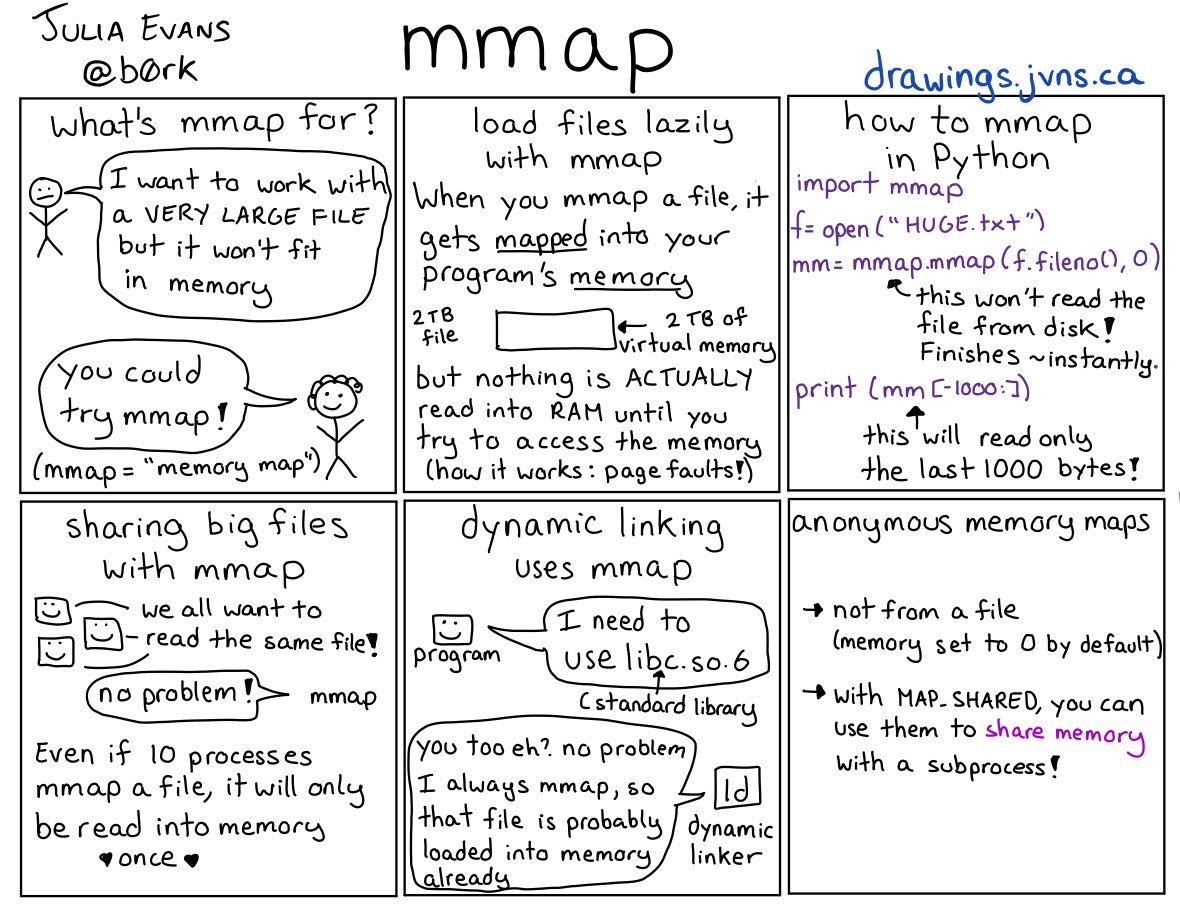 JULIA EVANS
@b0rk
mmap
drawings.jvns.ca
what's mmap for?
I want to work with
a VERY LARGE FILE
but it won't fit
in memory
you could
try mmap!
(mmap = "memory map")
load files lazily
with mmap
When you mmap a file, it
gets mapped into your
program's memory
2 TB
file
2 TB of
virtual memory
but nothing is ACTUALLY
read into RAM until you
try to access the memory
(how it works: page faults!)
how to mmap
in Python
import mmap
f= open("HUGE.txt")
mm= mmap.mmap(f.fileno(), 0)
this won't read the
file from disk!
Finishes ~instantly.
print (mm[-1000:])
this will read only
the last 1000 bytes!
sharing big files
with mmap
we all want to
read the same file!
no problem!
mmap
Even if 10 processes
mmap a file, it will only
be read into memory
♥ once ♥
dynamic linking
uses mmap
program
I need to
use libc.so.6
C standard library
you too eh? no problem
I always mmap, so
that file is probably
loaded into memory
already
ld
dynamic
linker
anonymous memory maps
→ not from a file
(memory set to 0 by default)
→ with MAP_SHARED, you can
use them to share memory
with a subprocess!